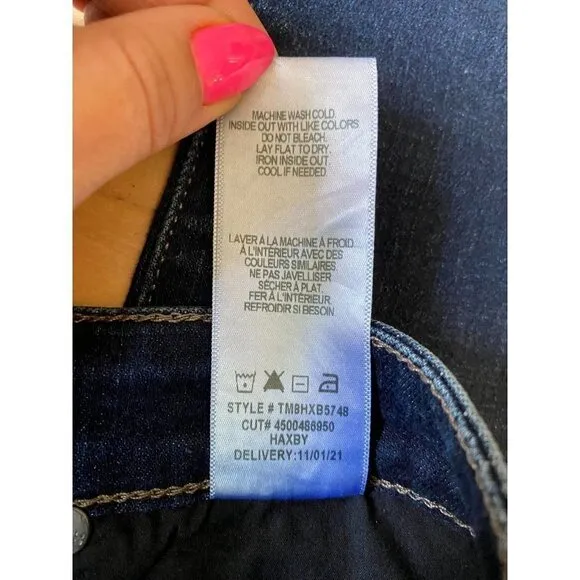 MACHINE WASH COLD.
INSIDE OUT WITH LIKE COLORS
DO NOT BLEACH.
LAY FLAT TO DRY.
IRON INSIDE OUT.
COOL IF NEEDED.
LAVER À LA MACHINE À FROID.
À L'INTÉRIEUR AVEC DES
COULEURS SIMILAIRES
NE PAS JAVELLISER
SÉCHER À PLAT.
FER À L'INTÉRIEUR
REFROIDIR SI BESOIN
STYLE # TM8HXB5748
CUT# 4500486950
HAXBY
DELIVERY: 11/01/21